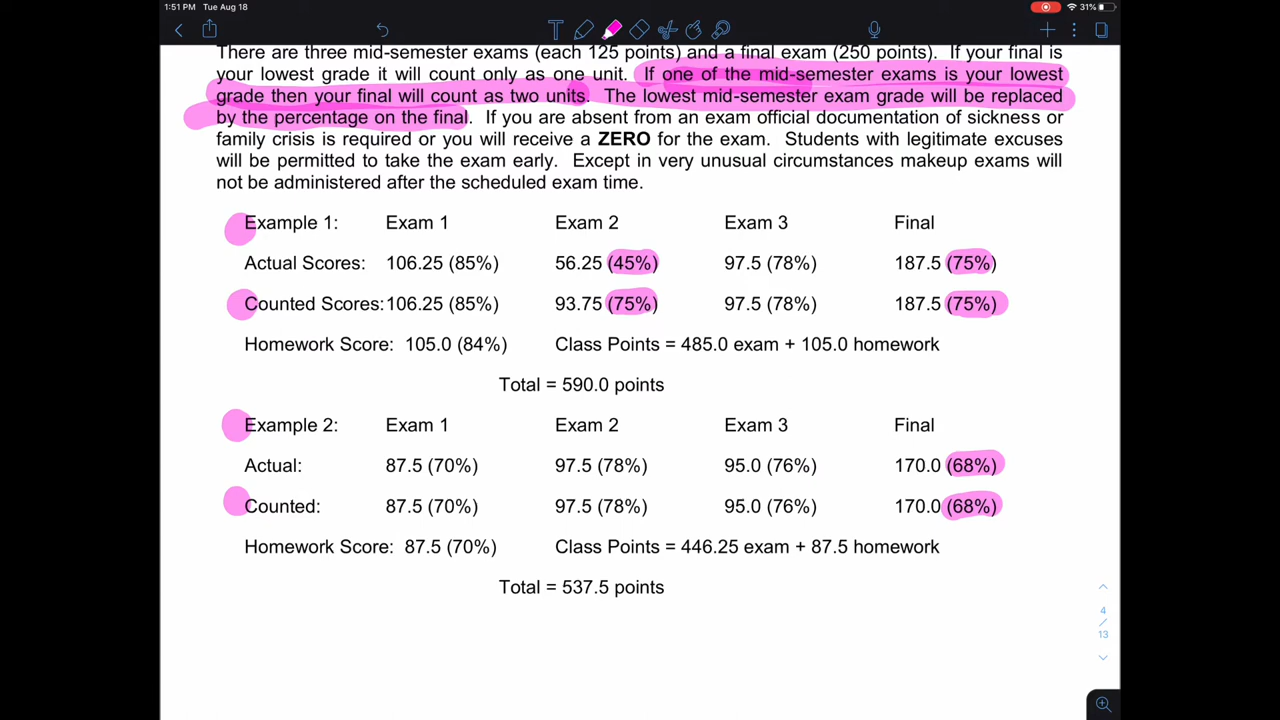 1:51 PM Tue Aug 18
31%
T
There are three mid-semester exams (each 125 points) and a final exam (250 points). If your final is
your lowest grade it will count only as one unit. If one of the mid-semester exams is your lowest
grade then your final will count as two units. The lowest mid-semester exam grade will be replaced
by the percentage on the final. If you are absent from an exam official documentation of sickness or
family crisis is required or you will receive a ZERO for the exam. Students with legitimate excuses
will be permitted to take the exam early. Except in very unusual circumstances makeup exams will
not be administered after the scheduled exam time.
Example 1: Exam 1 Exam 2 Exam 3 Final
Actual Scores: 106.25 (85%) 56.25 (45%) 97.5 (78%) 187.5 (75%)
Counted Scores: 106.25 (85%) 93.75 (75%) 97.5 (78%) 187.5 (75%)
Homework Score: 105.0 (84%) Class Points = 485.0 exam + 105.0 homework
Total = 590.0 points
Example 2: Exam 1 Exam 2 Exam 3 Final
Actual: 87.5 (70%) 97.5 (78%) 95.0 (76%) 170.0 (68%)
Counted: 87.5 (70%) 97.5 (78%) 95.0 (76%) 170.0 (68%)
Homework Score: 87.5 (70%) Class Points = 446.25 exam + 87.5 homework
Total = 537.5 points
4
/
13